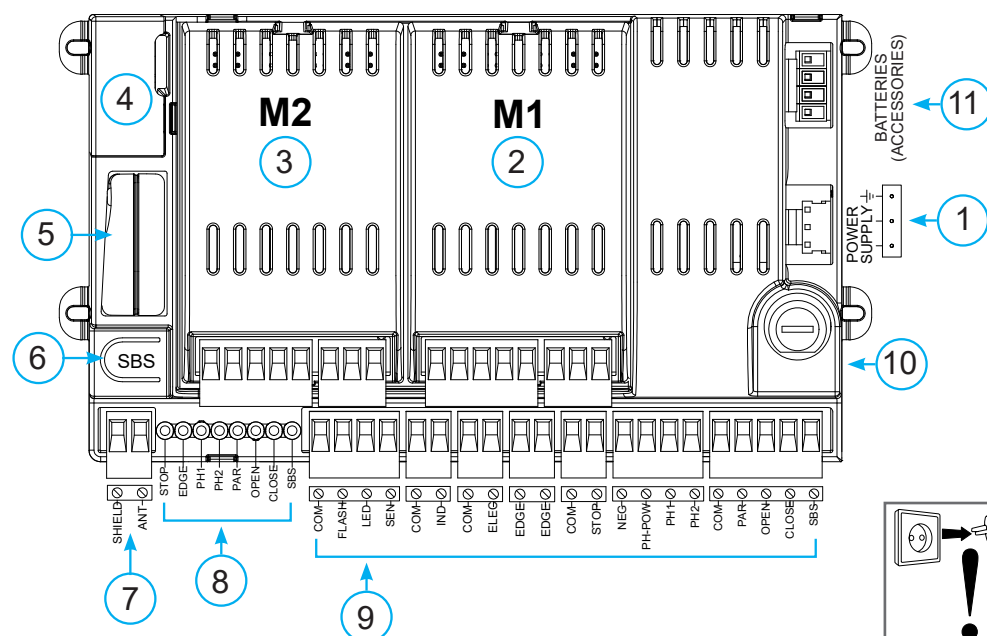 4
M2
3
M1
2
BATTERIES
(ACCESSORIES)
11
5
POWER
SUPPLY
1
6
SBS
10
STOP
EDGE
PH1
PH2
PAR
OPEN
CLOSE
SBS
SHIELD
ANT
COM
FLASH
LED
SEN
COM
IND
COM
ELEG
EDGE
EDGE
COM
STOP
NEG
PH-POW
PH1
PH2
COM
PAR
OPEN
CLOSE
SBS
7
8
9